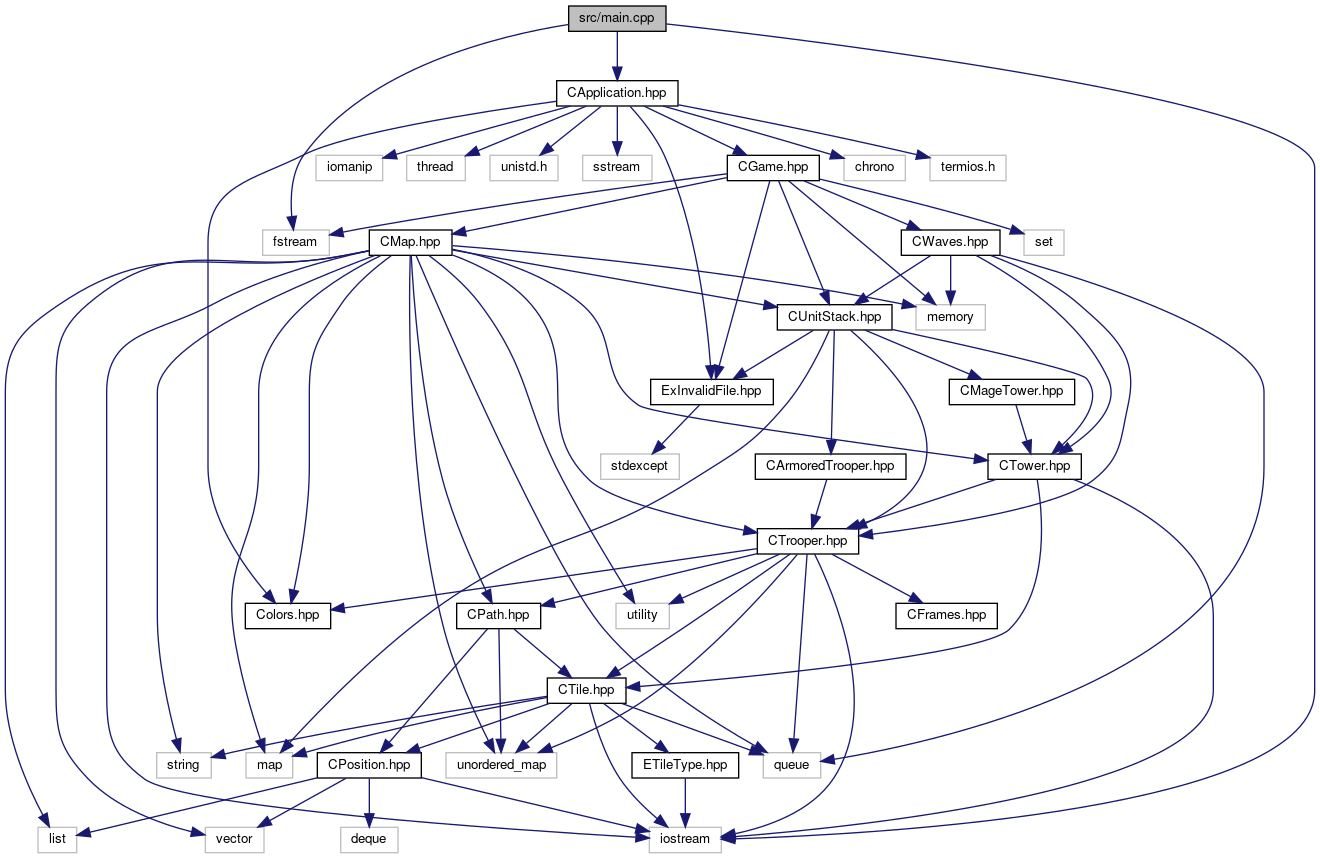 src/main.cpp
CApplication.hpp
iomanip
thread
unistd.h
sstream
CGame.hpp
chrono
termios.h
fstream
CMap.hpp
CWaves.hpp
set
CUnitStack.hpp
memory
ExInvalidFile.hpp
CMageTower.hpp
stdexcept
CArmoredTrooper.hpp
CTower.hpp
CTrooper.hpp
Colors.hpp
CPath.hpp
utility
CFrames.hpp
CTile.hpp
string
map
CPosition.hpp
unordered_map
ETileType.hpp
queue
list
vector
deque
iostream